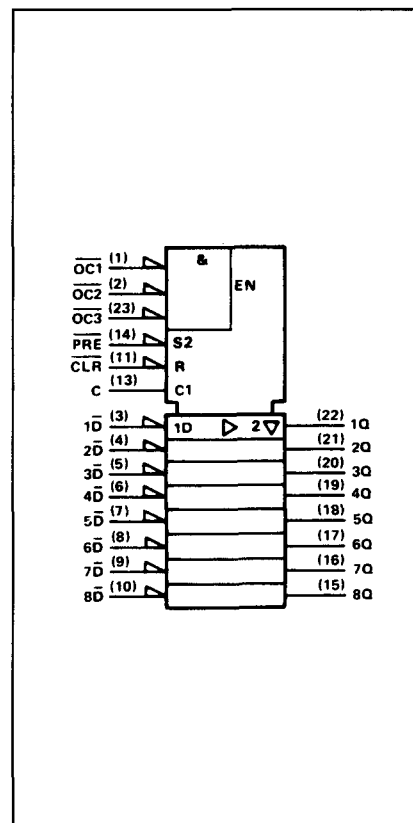 &
OC1 (1)
OC2 (2)
EN
OC3 (23)
PRE (14) S2
CLR (11) R
C (13) C1
1D (3) 1D 2 (22) 1Q
2D (4) (21) 2Q
3D (5) (20) 3Q
4D (6) (19) 4Q
5D (7) (18) 5Q
6D (8) (17) 6Q
7D (9) (16) 7Q
8D (10) (15) 8Q